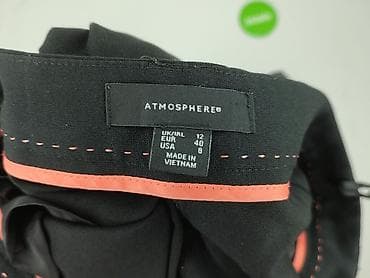 ATMOSPHERE®
UK/IRL 12
EUR 40
USA 8
MADE IN
VIETNAM